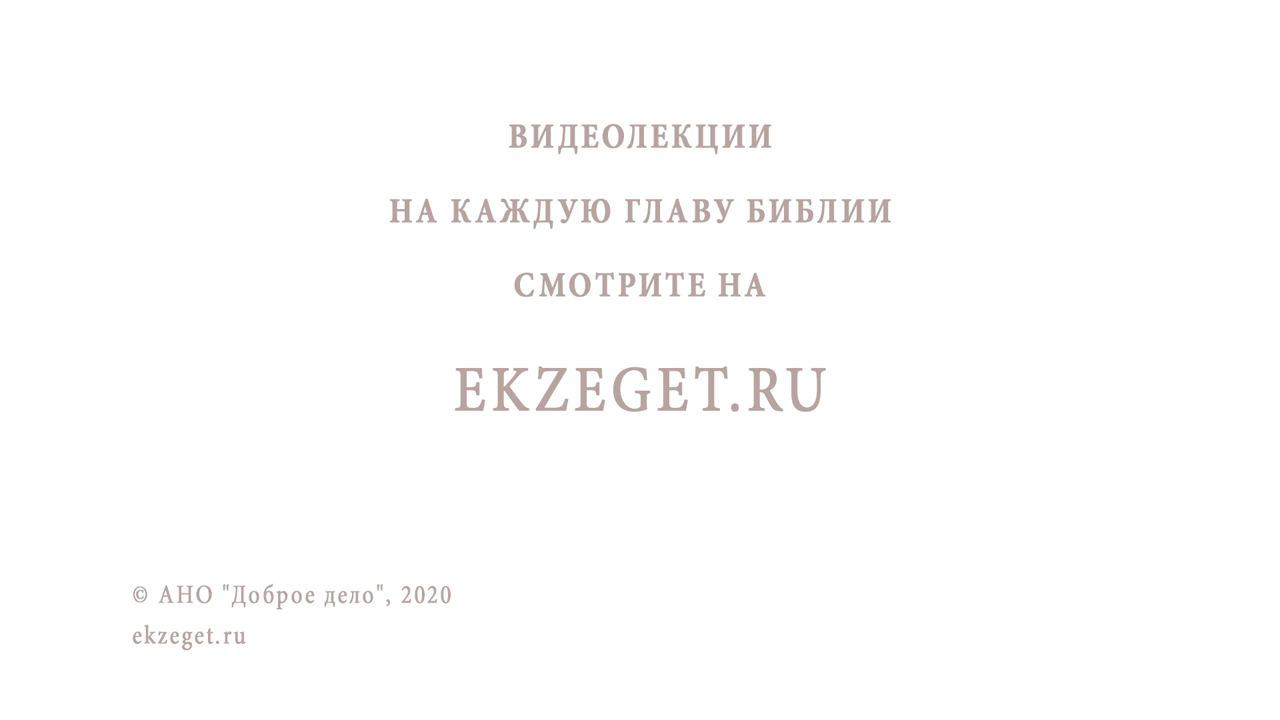 ВИДЕОЛЕКЦИИ
НА КАЖДУЮ ГЛАВУ БИБЛИИ
СМОТРИТЕ НА
EKZEGET.RU
© АНО "Доброе дело", 2020
ekzeget.ru